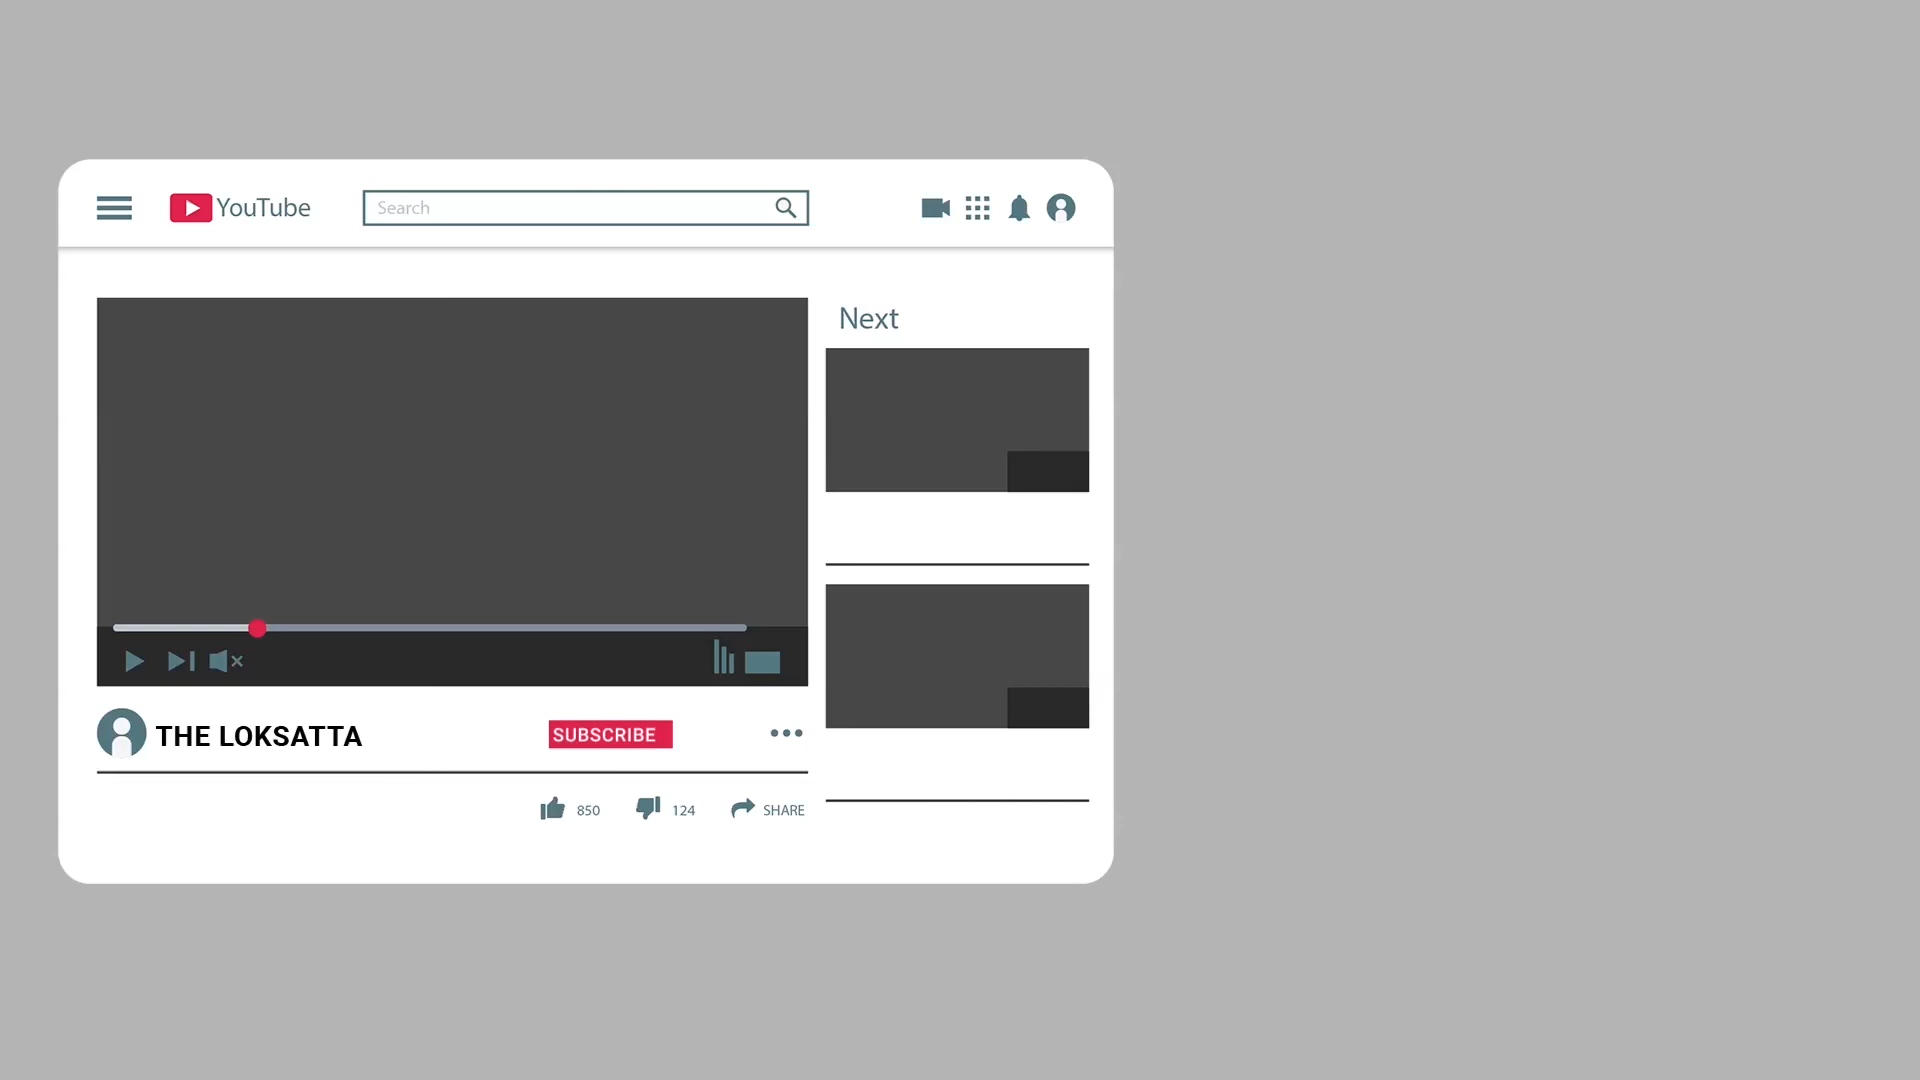 YouTube
Search
Next
THE LOKSATTA
SUBSCRIBE
850
124
SHARE